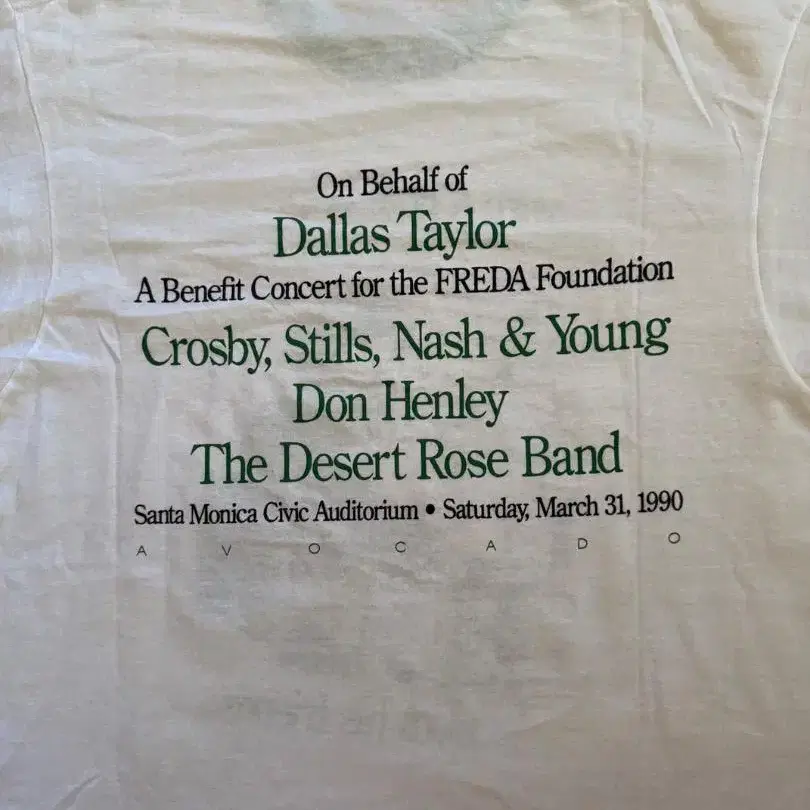 On Behalf of
Dallas Taylor
A Benefit Concert for the FREDA Foundation
Crosby, Stills, Nash & Young
Don Henley
The Desert Rose Band
Santa Monica Civic Auditorium • Saturday, March 31, 1990
A V O C A D O